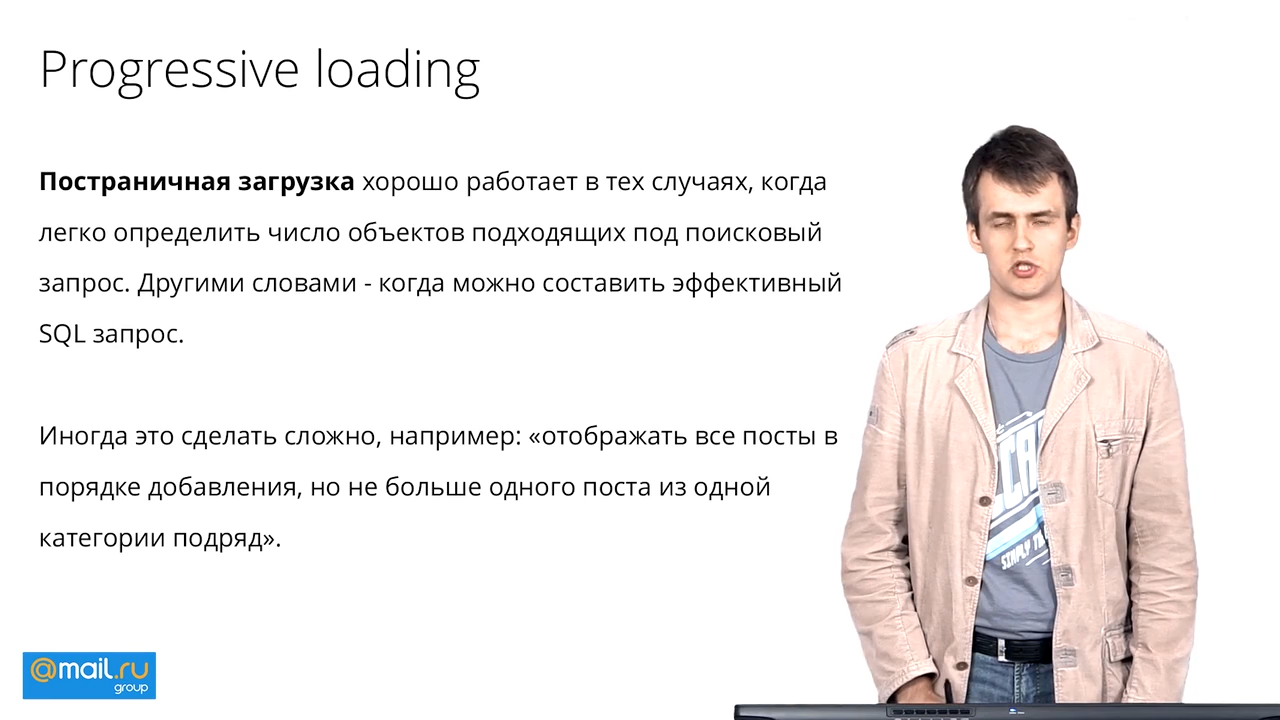 Progressive loading
Постраничная загрузка хорошо работает в тех случаях, когда
легко определить число объектов подходящих под поисковый
запрос. Другими словами - когда можно составить эффективный
SQL запрос.
Иногда это сделать сложно, например: «отображать все посты в
порядке добавления, но не больше одного поста из одной
категории подряд».
@mail.ru
group